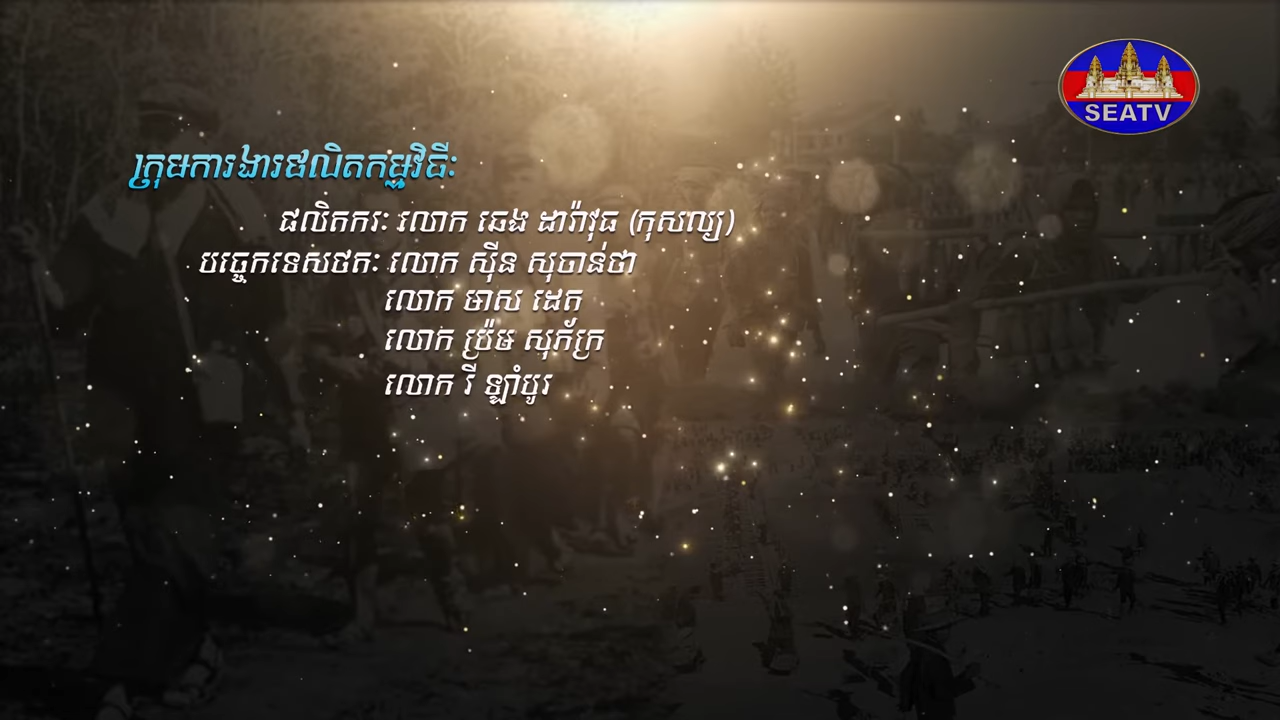 SEATV
ក្រុមការងារផលិតកម្មវិធីៈ
ផលិតករៈ លោក ឆេង ដារ៉ាវុធ (កុសល្យ)
បច្ចេកទេសថតៈ លោក ស៊ីន សុចាន់ថា
លោក មាស ដេត
លោក ប្រ៉ម សុភ័ក្រ
លោក រី ឡាំបូរ